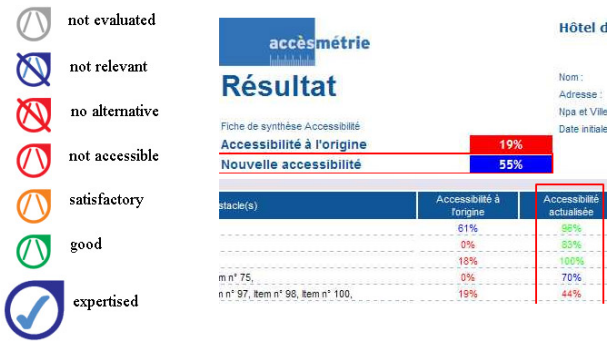 not evaluated
not relevant
no alternative
not accessible
satisfactory
good
expertised
accèsmétrie
Hôtel d
Résultat
Nom :
Adresse :
Npa et Ville
Date initiale
Fiche de synthèse Accessibilité
Accessibilité à l'origine 19%
Nouvelle accessibilité 55%
stacle(s) Accessibilité à l'origine Accessibilité actualisée
61% 98%
0% 83%
18% 100%
m n° 75, 0% 70%
n n° 97, Item n° 98, Item n° 100, 19% 44%